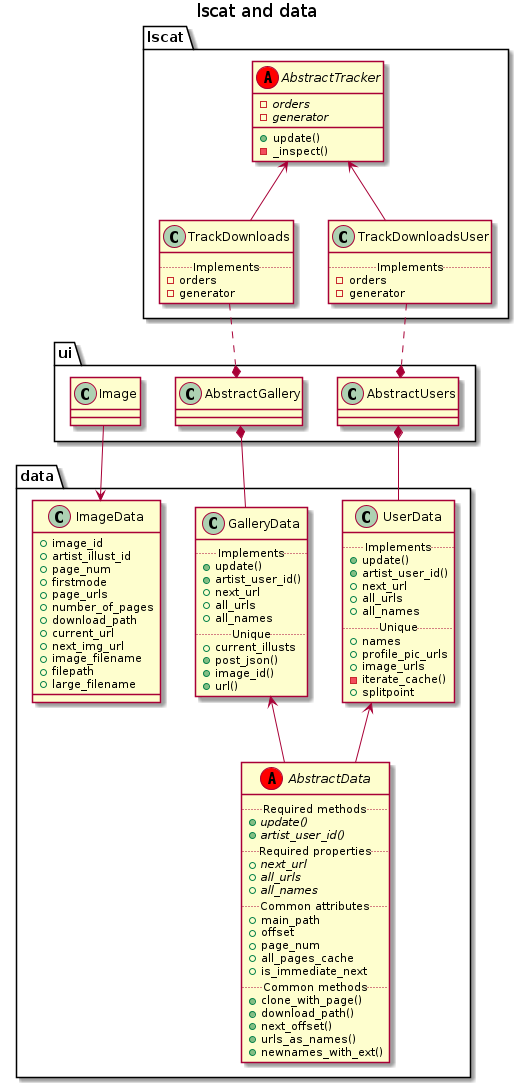 lscat and data
lscat
A AbstractTracker
orders
generator
update()
_inspect()
C TrackDownloads
Implements
orders
generator
C TrackDownloadsUser
Implements
orders
generator
ui
C Image
C AbstractGallery
C AbstractUsers
data
C ImageData
image_id
artist_illust_id
page_num
firstmode
page_urls
number_of_pages
download_path
current_url
next_img_url
image_filename
filepath
large_filename
C GalleryData
Implements
update()
artist_user_id()
next_url
all_urls
all_names
Unique
current_illusts
post_json()
image_id()
url()
C UserData
Implements
update()
artist_user_id()
next_url
all_urls
all_names
Unique
names
profile_pic_urls
image_urls
iterate_cache()
splitpoint
A AbstractData
Required methods
update()
artist_user_id()
Required properties
next_url
all_urls
all_names
Common attributes
main_path
offset
page_num
all_pages_cache
is_immediate_next
Common methods
clone_with_page()
download_path()
next_offset()
urls_as_names()
newnames_with_ext()